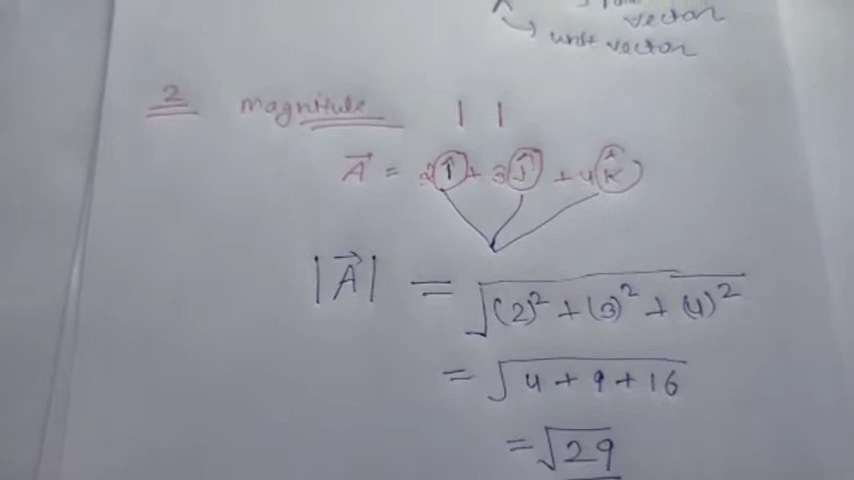 vector
unit vector
2 magnitude | |
A⃗ = 2î + 3ĵ + 4k̂
|A⃗| = √(2)² + (3)² + (4)²
= √4 + 9 + 16
= √29